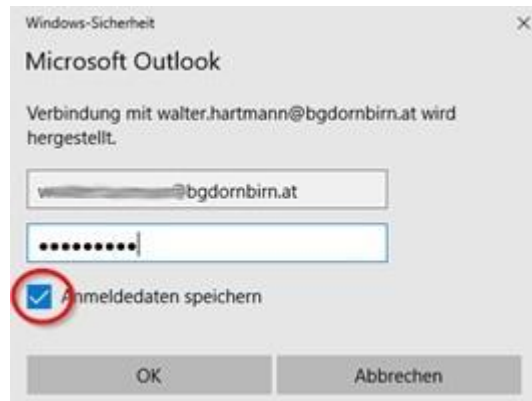 Windows-Sicherheit
Microsoft Outlook
Verbindung mit walter.hartmann@bgdornbirn.at wird
hergestellt.
@bgdornbirn.at
•••••••••
Anmeldedaten speichern
OK
Abbrechen